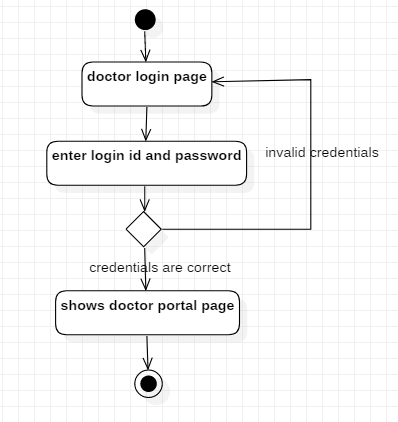 doctor login page
enter login id and password
invalid credentials
credentials are correct
shows doctor portal page